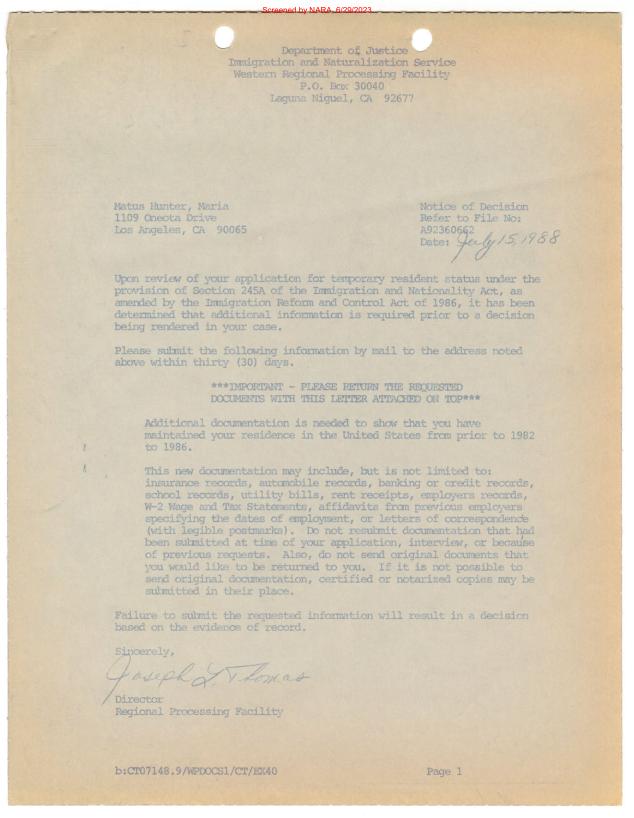 Screened by NARA, 6/29/2023
Department of Justice
Immigration and Naturalization Service
Western Regional Processing Facility
P.O. Box 30040
Laguna Niguel, CA 92677
Matus Hunter, Maria
1109 Oneota Drive
Los Angeles, CA 90065
Notice of Decision
Refer to File No:
A92360662
Date: July 15, 1988
Upon review of your application for temporary resident status under the
provision of Section 245A of the Immigration and Nationality Act, as
amended by the Immigration Reform and Control Act of 1986, it has been
determined that additional information is required prior to a decision
being rendered in your case.
Please submit the following information by mail to the address noted
above within thirty (30) days.
***IMPORTANT - PLEASE RETURN THE REQUESTED
DOCUMENTS WITH THIS LETTER ATTACHED ON TOP***
Additional documentation is needed to show that you have
maintained your residence in the United States from prior to 1982
to 1986.
This new documentation may include, but is not limited to:
insurance records, automobile records, banking or credit records,
school records, utility bills, rent receipts, employers records,
W-2 Wage and Tax Statements, affidavits from previous employers
specifying the dates of employment, or letters of correspondence
(with legible postmarks). Do not resubmit documentation that had
been submitted at time of your application, interview, or because
of previous requests. Also, do not send original documents that
you would like to be returned to you. If it is not possible to
send original documentation, certified or notarized copies may be
submitted in their place.
Failure to submit the requested information will result in a decision
based on the evidence of record.
Sincerely,
Joseph L. Thomas
Director
Regional Processing Facility
b:CT07148.9/WPDOCS1/CT/EX40
Page 1